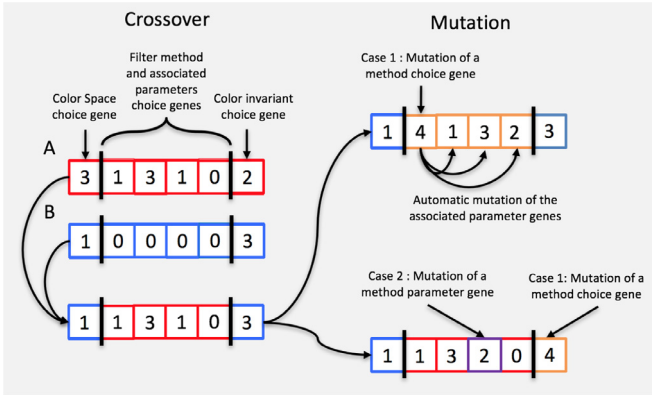 Crossover
Filter method
and associated
parameters
choice genes
Color Space
choice gene
Color invariant
choice gene
A
3 1 3 1 0 2
B
1 0 0 0 0 3
1 1 3 1 0 3
Mutation
Case 1 : Mutation of a
method choice gene
1 4 1 3 2 3
Automatic mutation of the
associated parameter genes
Case 2 : Mutation of a
method parameter gene
Case 1: Mutation of a
method choice gene
1 1 3 2 0 4